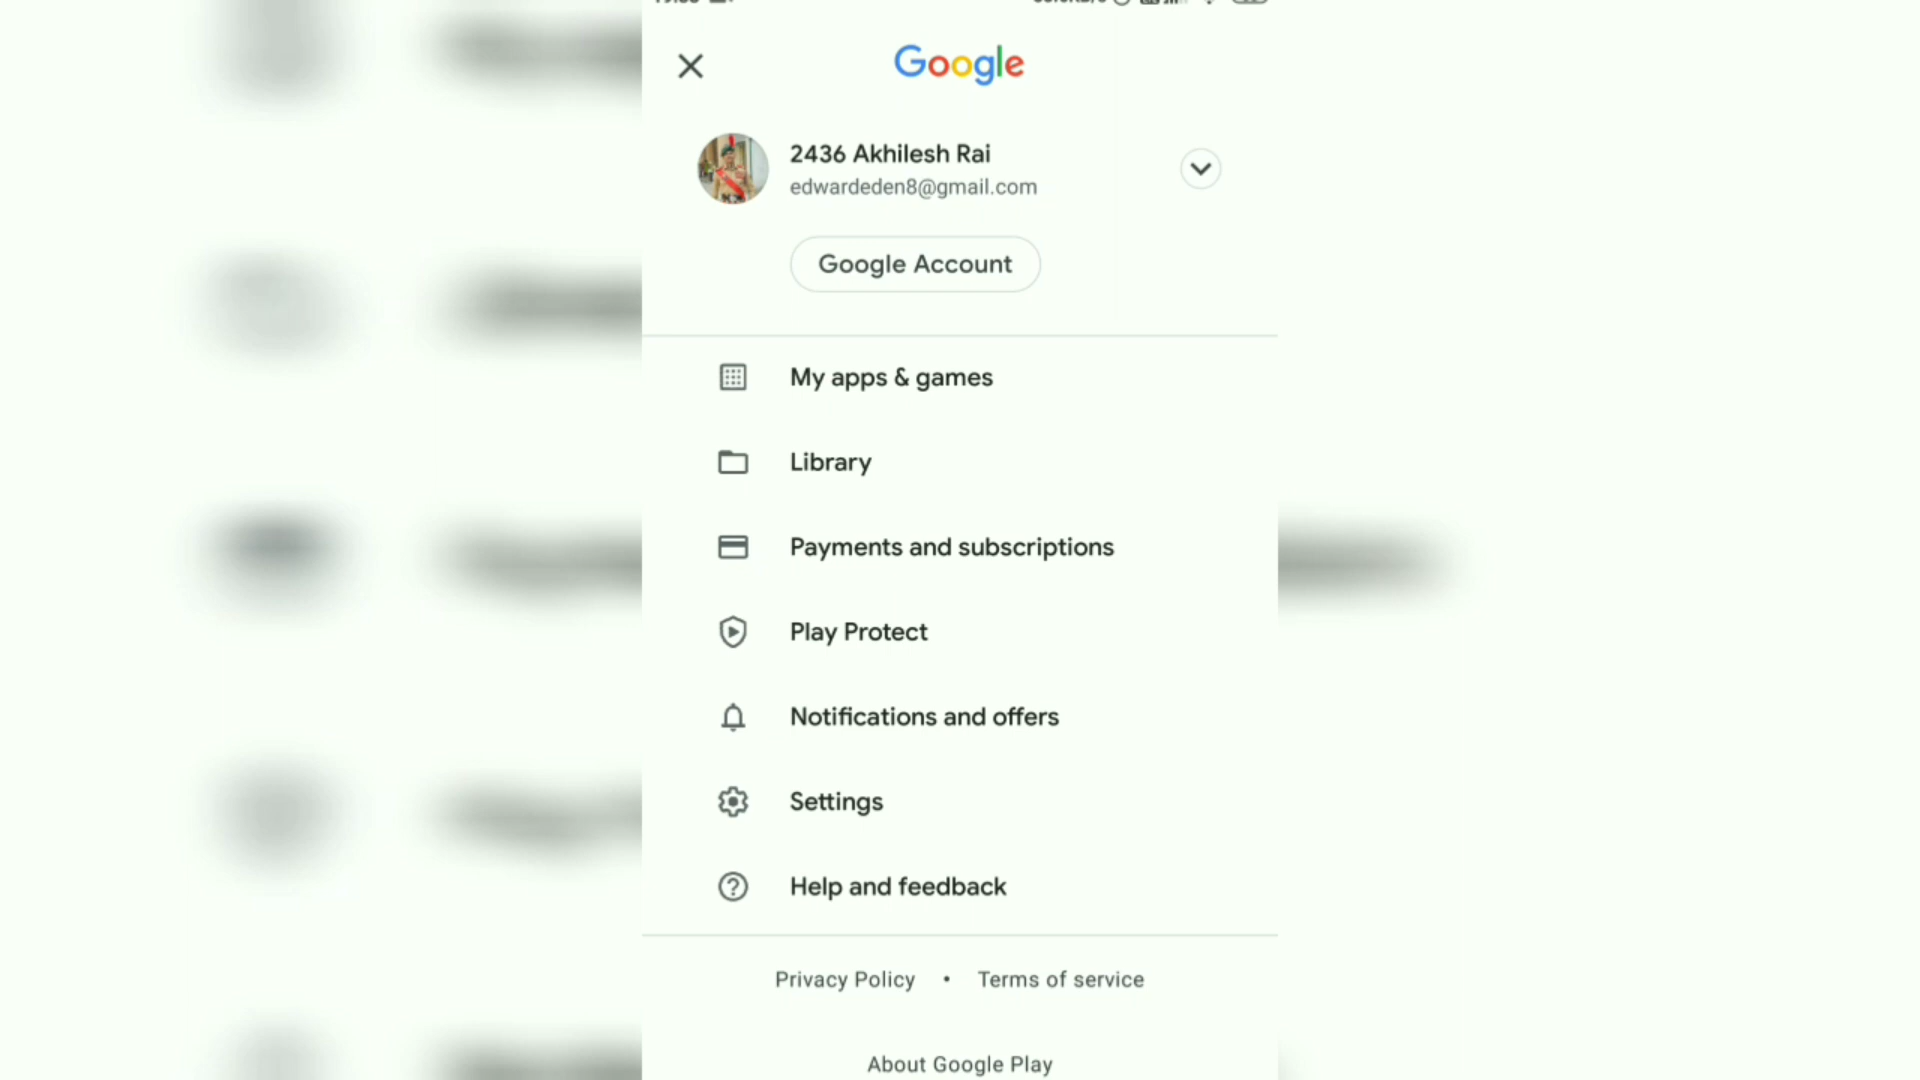 Google
2436 Akhilesh Rai
edwardeden8@gmail.com
Google Account
My apps & games
Library
Payments and subscriptions
Play Protect
Notifications and offers
Settings
Help and feedback
Privacy Policy • Terms of service
About Google Play